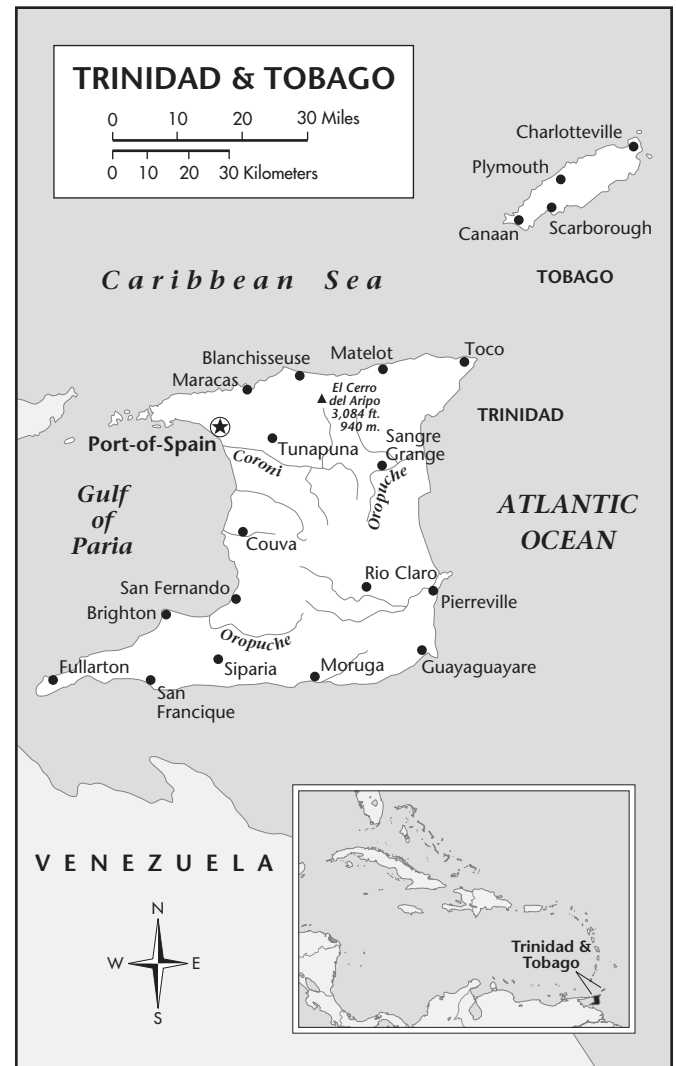 TRINIDAD & TOBAGO
0 10 20 30 Miles
0 10 20 30 Kilometers
Charlotteville
Plymouth
Canaan
Scarborough
TOBAGO
Caribbean Sea
Blanchisseuse
Matelot
Toco
Maracas
El Cerro
del Aripo
3,084 ft.
940 m.
TRINIDAD
Port-of-Spain
Tunapuna
Sangre
Grange
Coroni
Oropuche
Gulf
of
Paria
ATLANTIC
OCEAN
Couva
Rio Claro
San Fernando
Pierreville
Brighton
Oropuche
Fullarton
Siparia
Moruga
Guayaguayare
San
Francique
VENEZUELA
N
W E
S
Trinidad &
Tobago